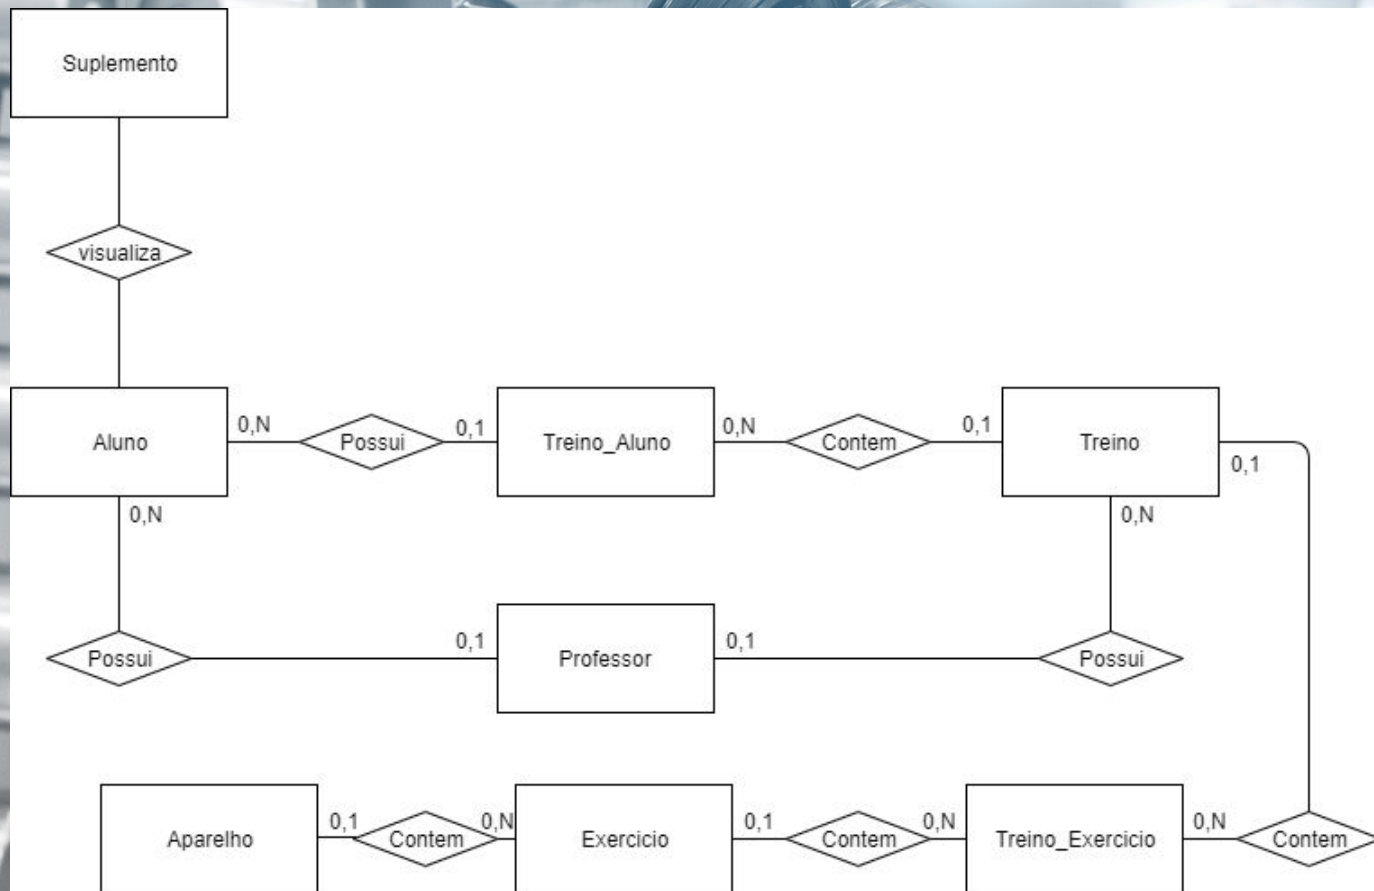 Suplemento
visualiza
Aluno
0,N
Possui
0,1
Treino_Aluno
0,N
Contem
0,1
Treino
0,1
0,N
0,N
Possui
0,1
Professor
0,1
Possui
Aparelho
0,1
Contem
0,N
Exercicio
0,1
Contem
0,N
Treino_Exercicio
0,N
Contem